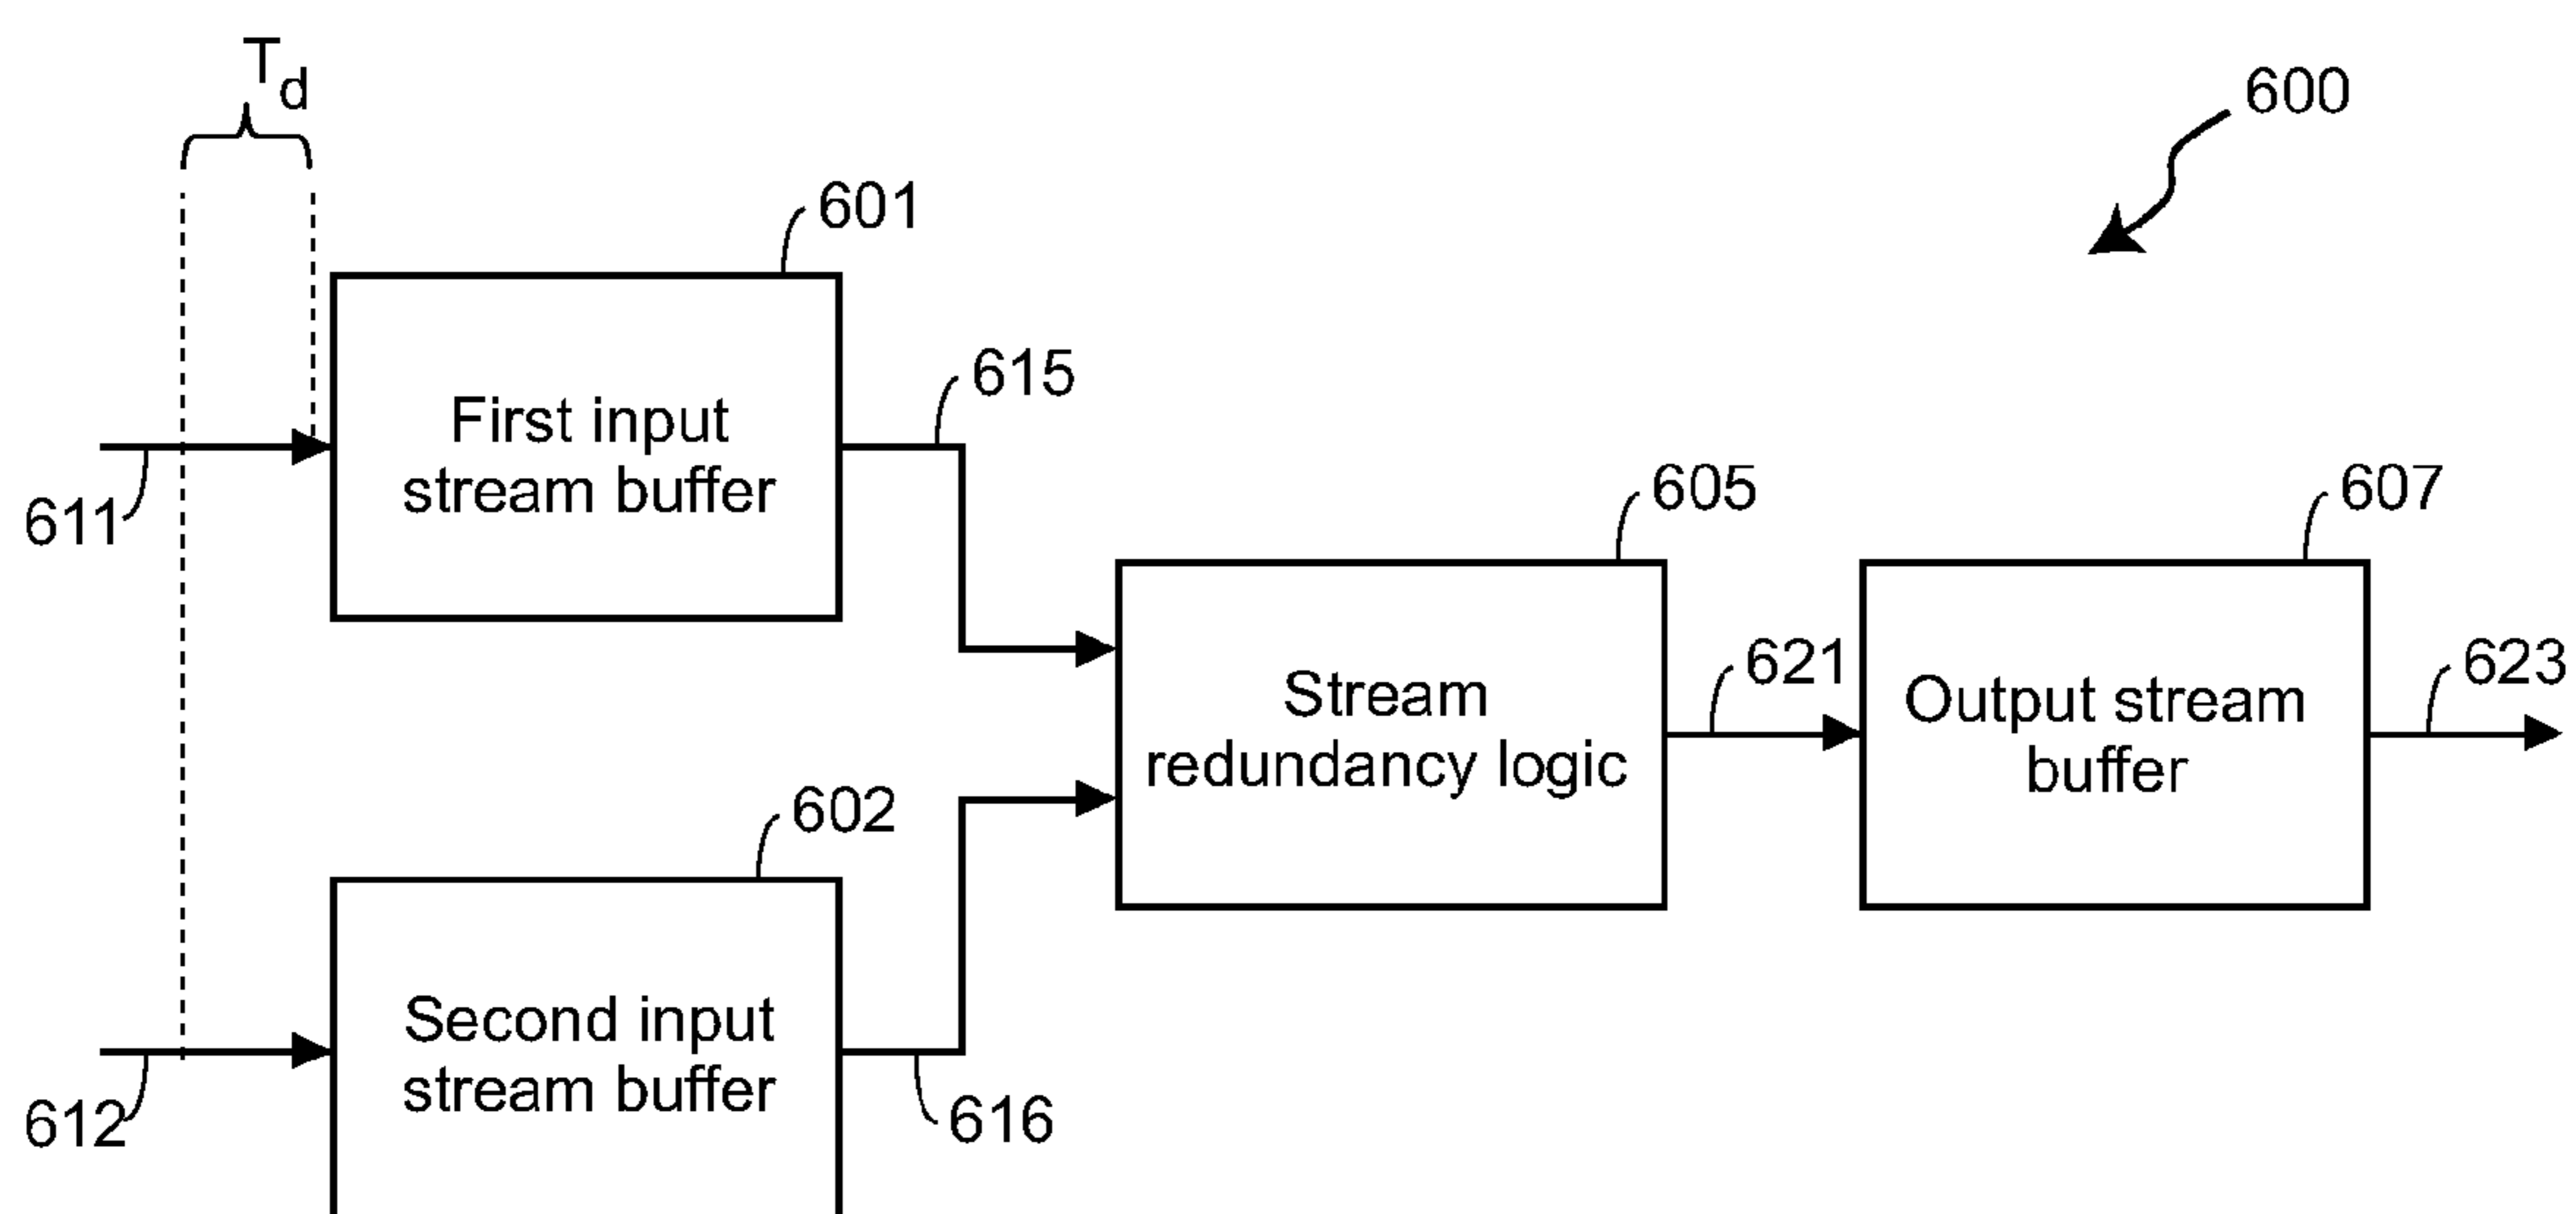 Td
600
601
First input
stream buffer
611
615
605
607
Stream
redundancy logic
621
Output stream
buffer
623
602
Second input
stream buffer
612
616